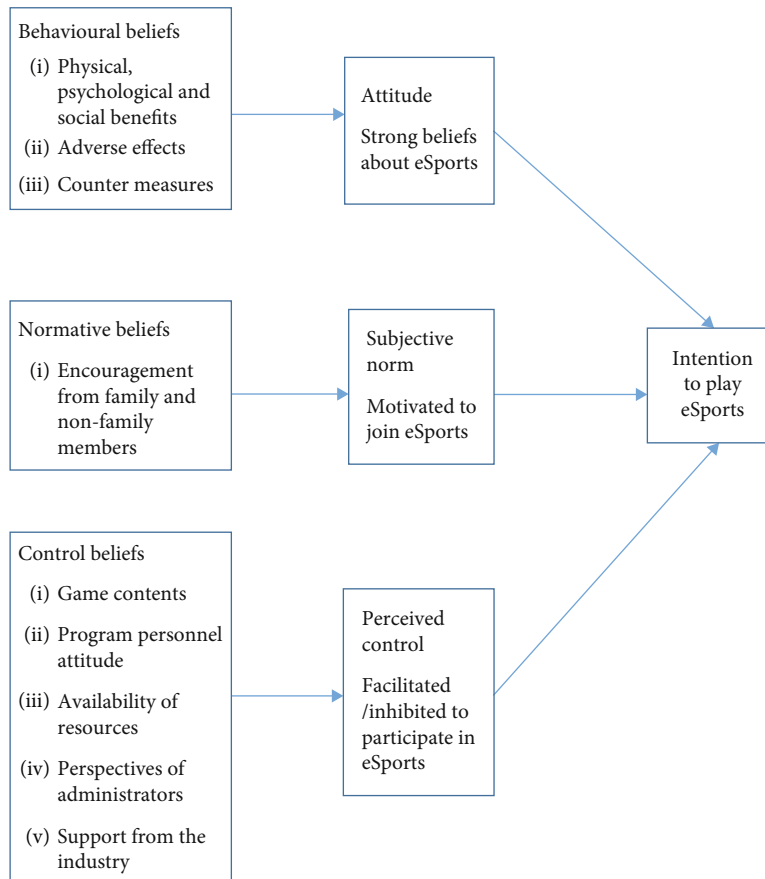 Behavioural beliefs
(i) Physical,
psychological and
social benefits
(ii) Adverse effects
(iii) Counter measures
Attitude
Strong beliefs
about eSports
Normative beliefs
(i) Encouragement
from family and
non-family
members
Subjective
norm
Motivated to
join eSports
Intention
to play
eSports
Control beliefs
(i) Game contents
(ii) Program personnel
attitude
(iii) Availability of
resources
(iv) Perspectives of
administrators
(v) Support from the
industry
Perceived
control
Facilitated
/inhibited to
participate in
eSports